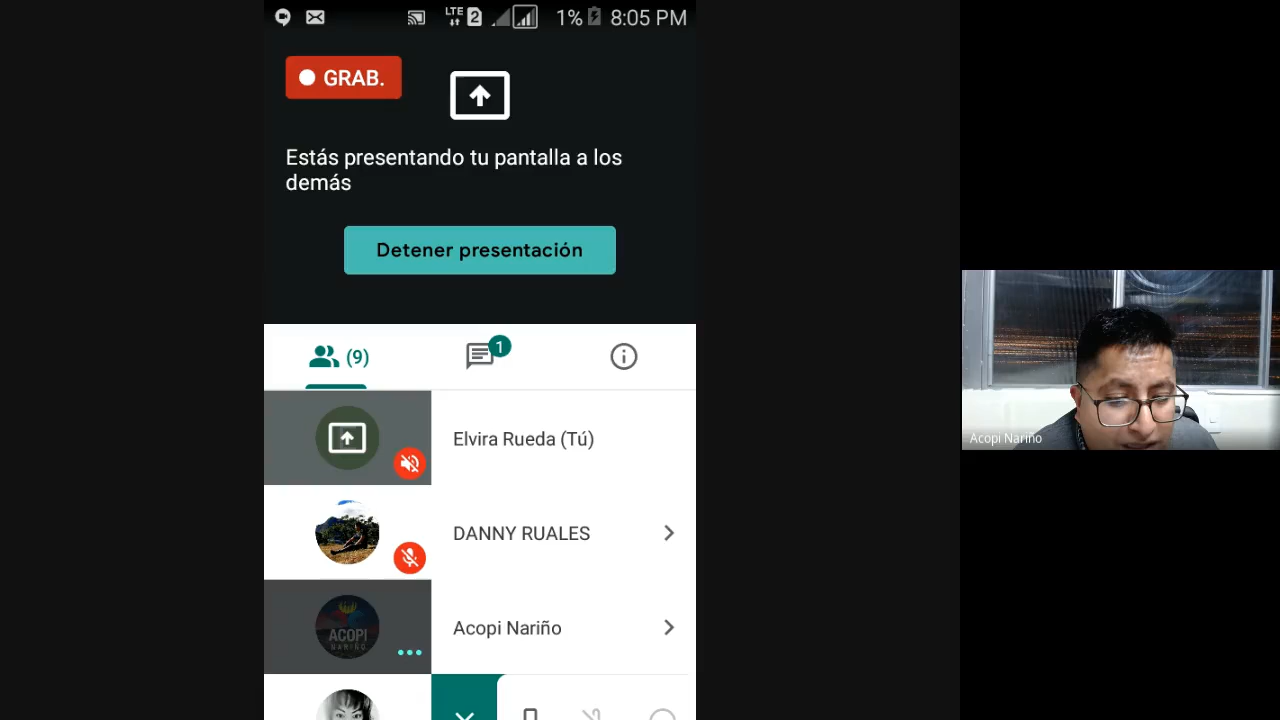 LTE 2 1% 8:05 PM
GRAB.
Estás presentando tu pantalla a los
demás
Detener presentación
(9)
1
Elvira Rueda (Tú)
DANNY RUALES
ACOPI
NARIÑO
Acopi Nariño
Acopi Nariño